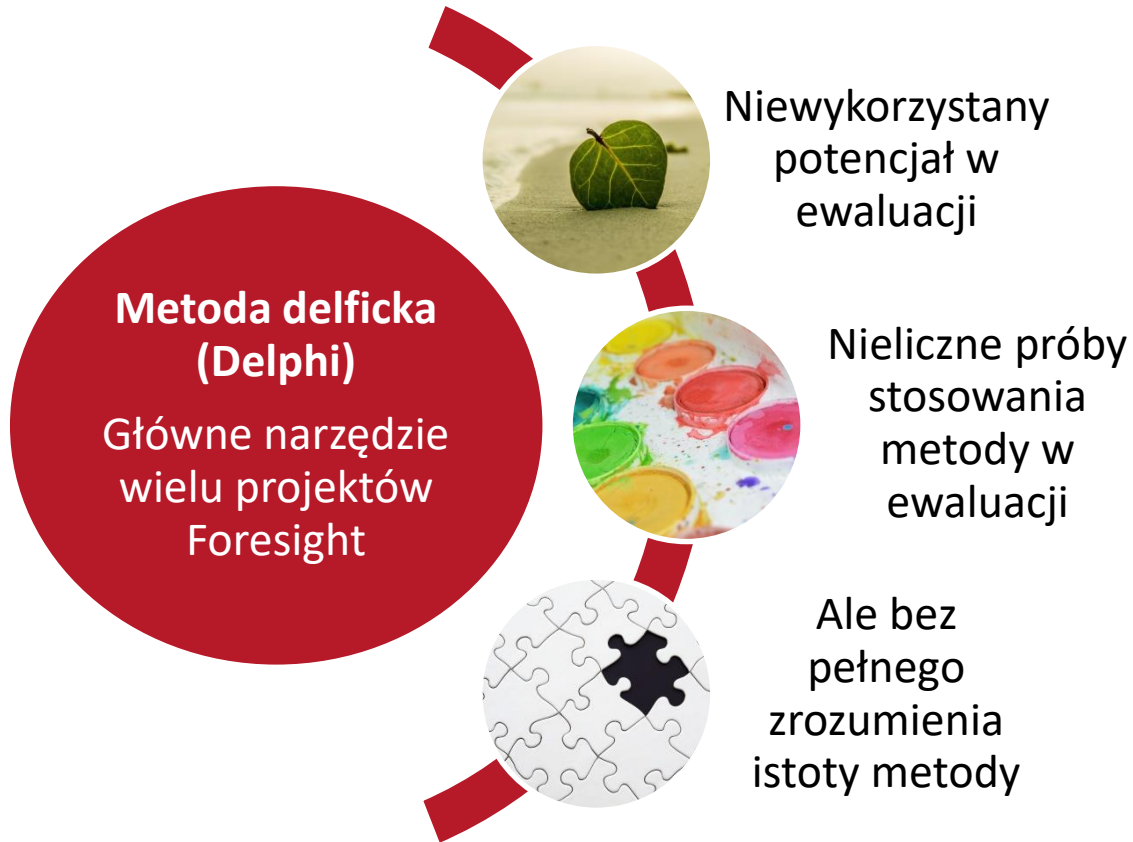 Metoda delficka
(Delphi)
Główne narzędzie
wielu projektów
Foresight
Niewykorzystany
potencjał w
ewaluacji
Nieliczne próby
stosowania
metody w
ewaluacji
Ale bez
pełnego
zrozumienia
istoty metody